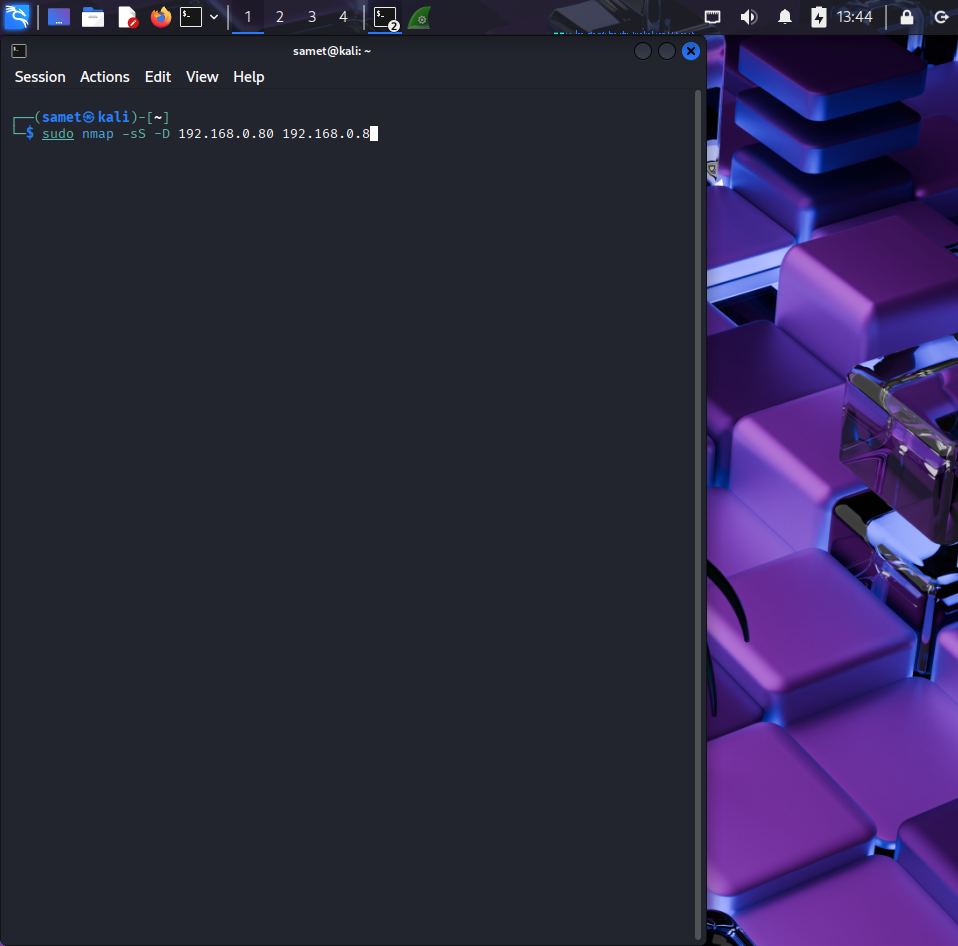 1 2 3 4 2 13:44
samet@kali: ~
Session Actions Edit View Help
┌──(samet㉿kali)-[~]
└─$ sudo nmap -sS -D 192.168.0.80 192.168.0.8